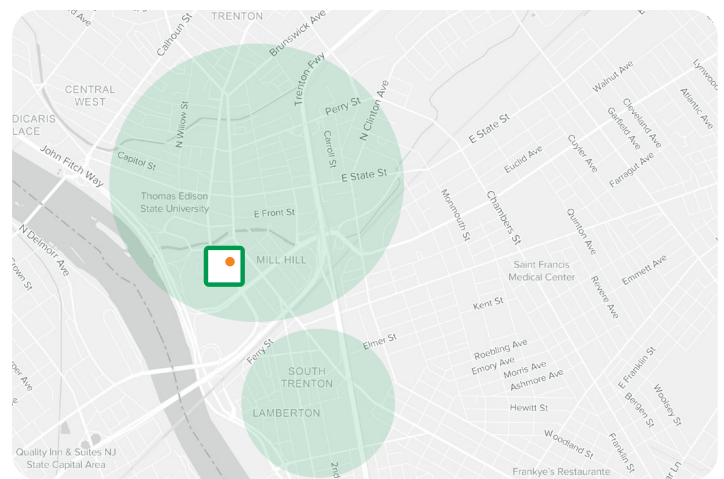 TRENTON
Calhoun St
Brunswick Ave
Trenton Fwy
Walnut Ave
CENTRAL
WEST
N Willow St
Perry St
N Clinton Ave
Cleveland Ave
Garfield Ave
Atlantic Ave
John Fitch Way
Capitol St
Carroll St
E State St
E State St
Euclid Ave
Cuyler Ave
Farragut Ave
Thomas Edison
State University
E Front St
Monmouth St
Chambers St
Quinton Ave
N Delmorr Ave
MILL HILL
Saint Francis
Medical Center
Emmett Ave
Revere Ave
Kent St
Ferry St
Elmer St
Roebling Ave
Emory Ave
Morris Ave
Ashmore Ave
E Franklin St
SOUTH
TRENTON
LAMBERTON
Hewitt St
Bergen St
Woolsey St
Woodland St
Franklin St
Quality Inn & Suites NJ
State Capital Area
2nd
Frankye's Restaurante